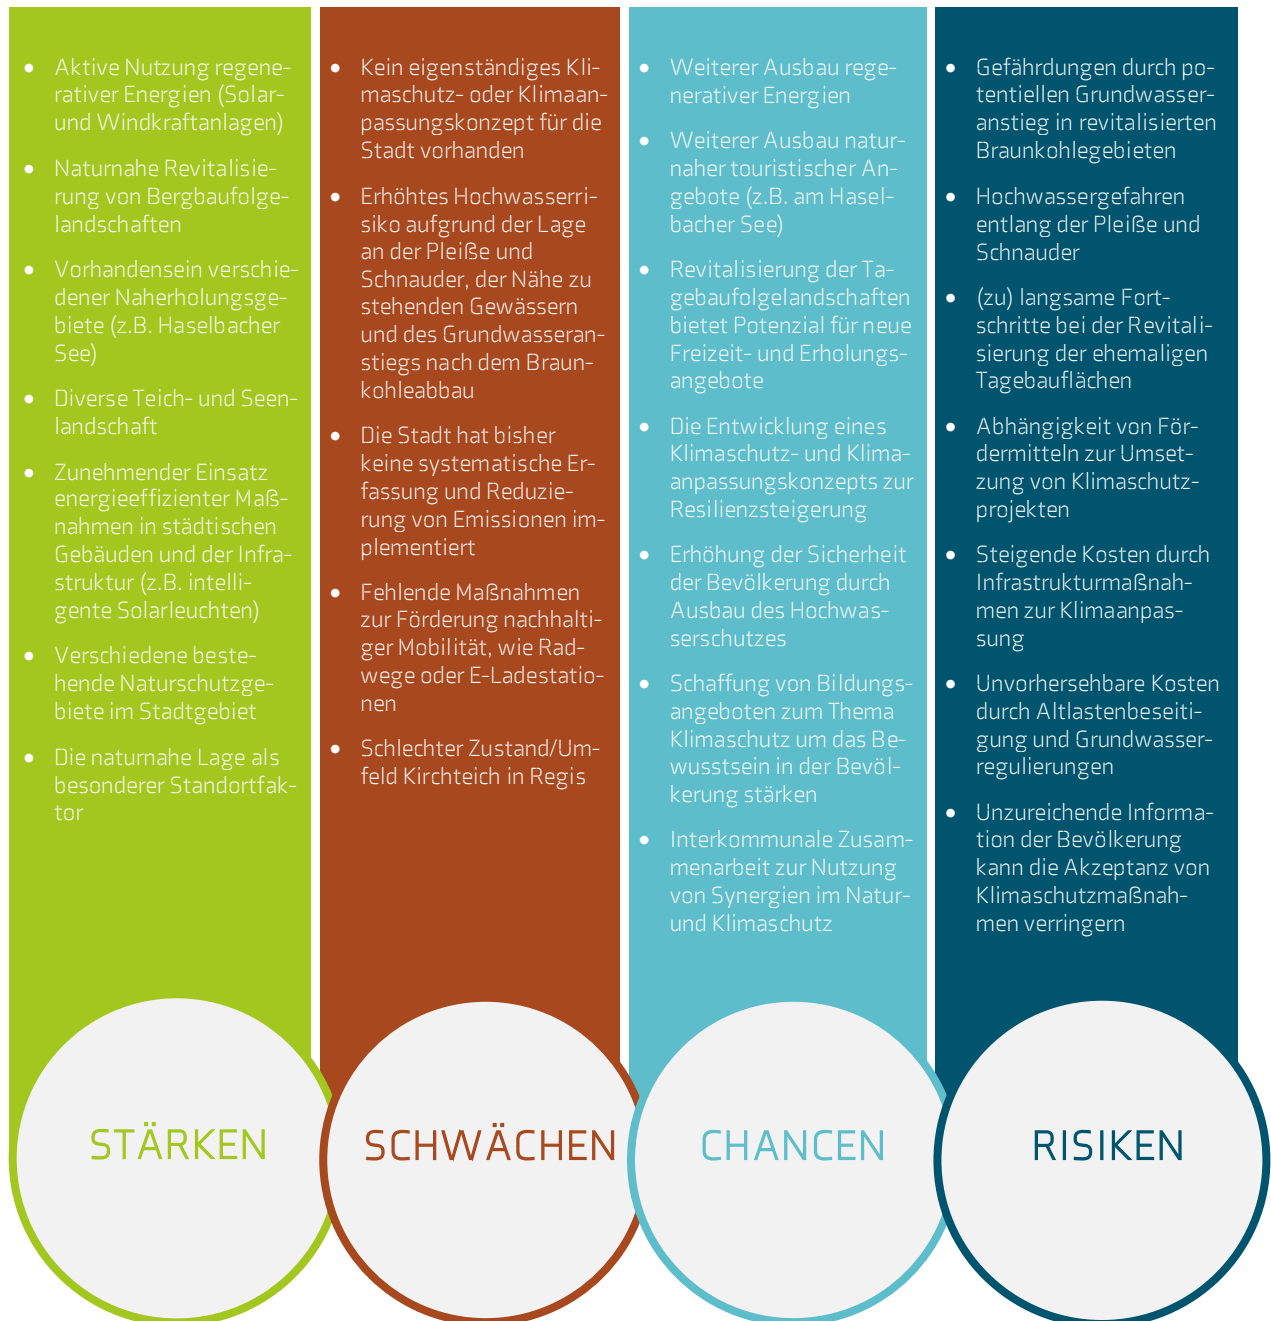 • Aktive Nutzung regene-
rativer Energien (Solar-
und Windkraftanlagen)
• Naturnahe Revitalisie-
rung von Bergbaufolge-
landschaften
• Vorhandensein verschie-
dener Naherholungsge-
biete (z.B. Haselbacher
See)
• Diverse Teich- und Seen-
landschaft
• Zunehmender Einsatz
energieeffizienter Maß-
nahmen in städtischen
Gebäuden und der Infra-
struktur (z.B. intelli-
gente Solarleuchten)
• Verschiedene beste-
hende Naturschutzge-
biete im Stadtgebiet
• Die naturnahe Lage als
besonderer Standortfak-
tor
STÄRKEN
• Kein eigenständiges Kli-
maschutz- oder Klimaan-
passungskonzept für die
Stadt vorhanden
• Erhöhtes Hochwasserri-
siko aufgrund der Lage
an der Pleiße und
Schnauder, der Nähe zu
stehenden Gewässern
und des Grundwasseran-
stiegs nach dem Braun-
kohleabbau
• Die Stadt hat bisher
keine systematische Er-
fassung und Reduzie-
rung von Emissionen im-
plementiert
• Fehlende Maßnahmen
zur Förderung nachhalti-
ger Mobilität, wie Rad-
wege oder E-Ladestatio-
nen
• Schlechter Zustand/Um-
feld Kirchteich in Regis
SCHWÄCHEN
• Weiterer Ausbau rege-
nerativer Energien
• Weiterer Ausbau natur-
naher touristischer An-
gebote (z.B. am Hasel-
bacher See)
• Revitalisierung der Ta-
gebaufolgelandschaften
bietet Potenzial für neue
Freizeit- und Erholungs-
angebote
• Die Entwicklung eines
Klimaschutz- und Klima-
anpassungskonzepts zur
Resilienzsteigerung
• Erhöhung der Sicherheit
der Bevölkerung durch
Ausbau des Hochwas-
serschutzes
• Schaffung von Bildungs-
angeboten zum Thema
Klimaschutz um das Be-
wusstsein in der Bevöl-
kerung stärken
• Interkommunale Zusam-
menarbeit zur Nutzung
von Synergien im Natur-
und Klimaschutz
CHANCEN
• Gefährdungen durch po-
tentiellen Grundwasser-
anstieg in revitalisierten
Braunkohlegebieten
• Hochwassergefahren
entlang der Pleiße und
Schnauder
• (zu) langsame Fort-
schritte bei der Revitali-
sierung der ehemaligen
Tagebauflächen
• Abhängigkeit von För-
dermitteln zur Umset-
zung von Klimaschutz-
projekten
• Steigende Kosten durch
Infrastrukturmaßnah-
men zur Klimaanpas-
sung
• Unvorhersehbare Kosten
durch Altlastenbeseiti-
gung und Grundwasser-
regulierungen
• Unzureichende Informa-
tion der Bevölkerung
kann die Akzeptanz von
Klimaschutzmaßnah-
men verringern
RISIKEN